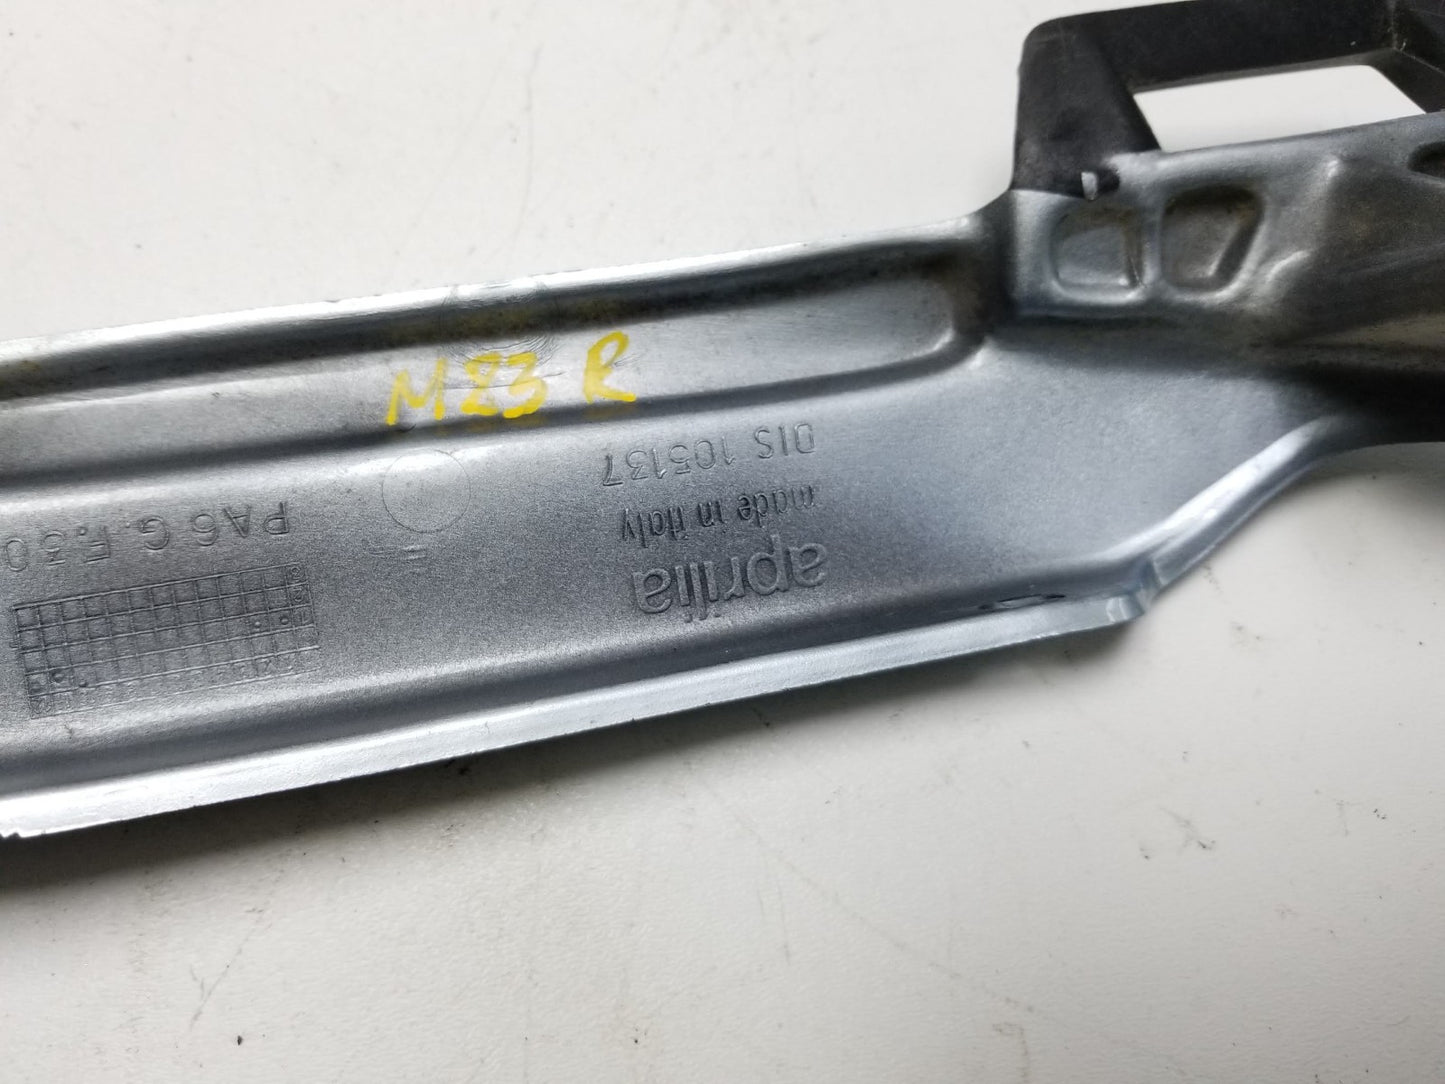 M23 R
aprilia
made in italy
DIS 105137
PA6 G.F.30